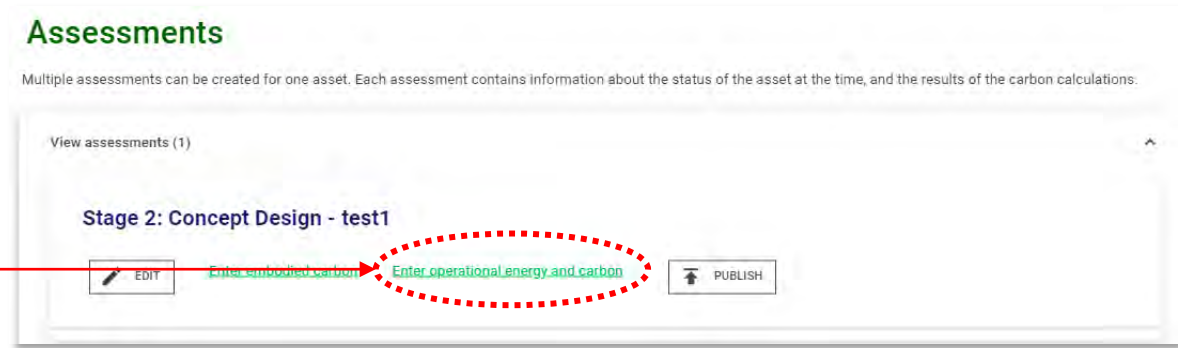 Assessments
Multiple assessments can be created for one asset. Each assessment contains information about the status of the asset at the time, and the results of the carbon calculations.
View assessments (1)
Stage 2: Concept Design - test1
EDIT Enter embodied carbon Enter operational energy and carbon PUBLISH